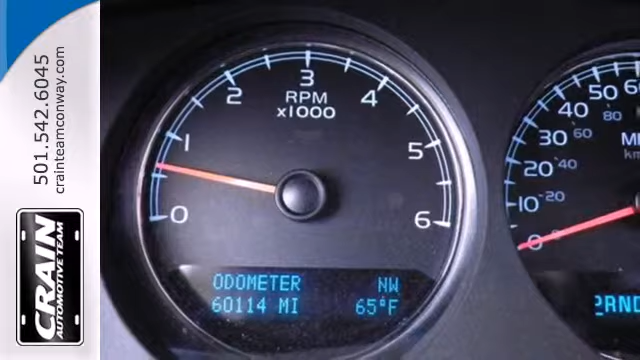 501.542.6045
crainteamconway.com
CRAIN
AUTOMOTIVE TEAM
0
1
2
3
4
5
6
RPM
x1000
ODOMETER NW
60114 MI 65°F
0
10
20
30
40
50
20
40
60
80